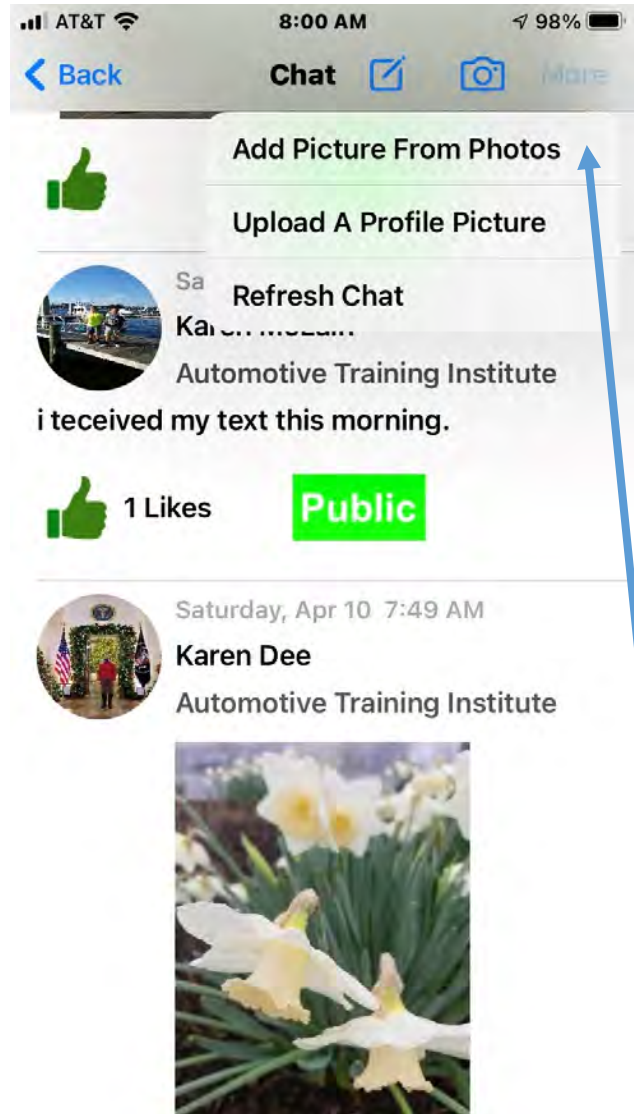 AT&T 8:00 AM 98%
Back Chat More
Add Picture From Photos
Upload A Profile Picture
Refresh Chat
Sa
Automotive Training Institute
i teceived my text this morning.
1 Likes Public
Saturday, Apr 10 7:49 AM
Karen Dee
Automotive Training Institute